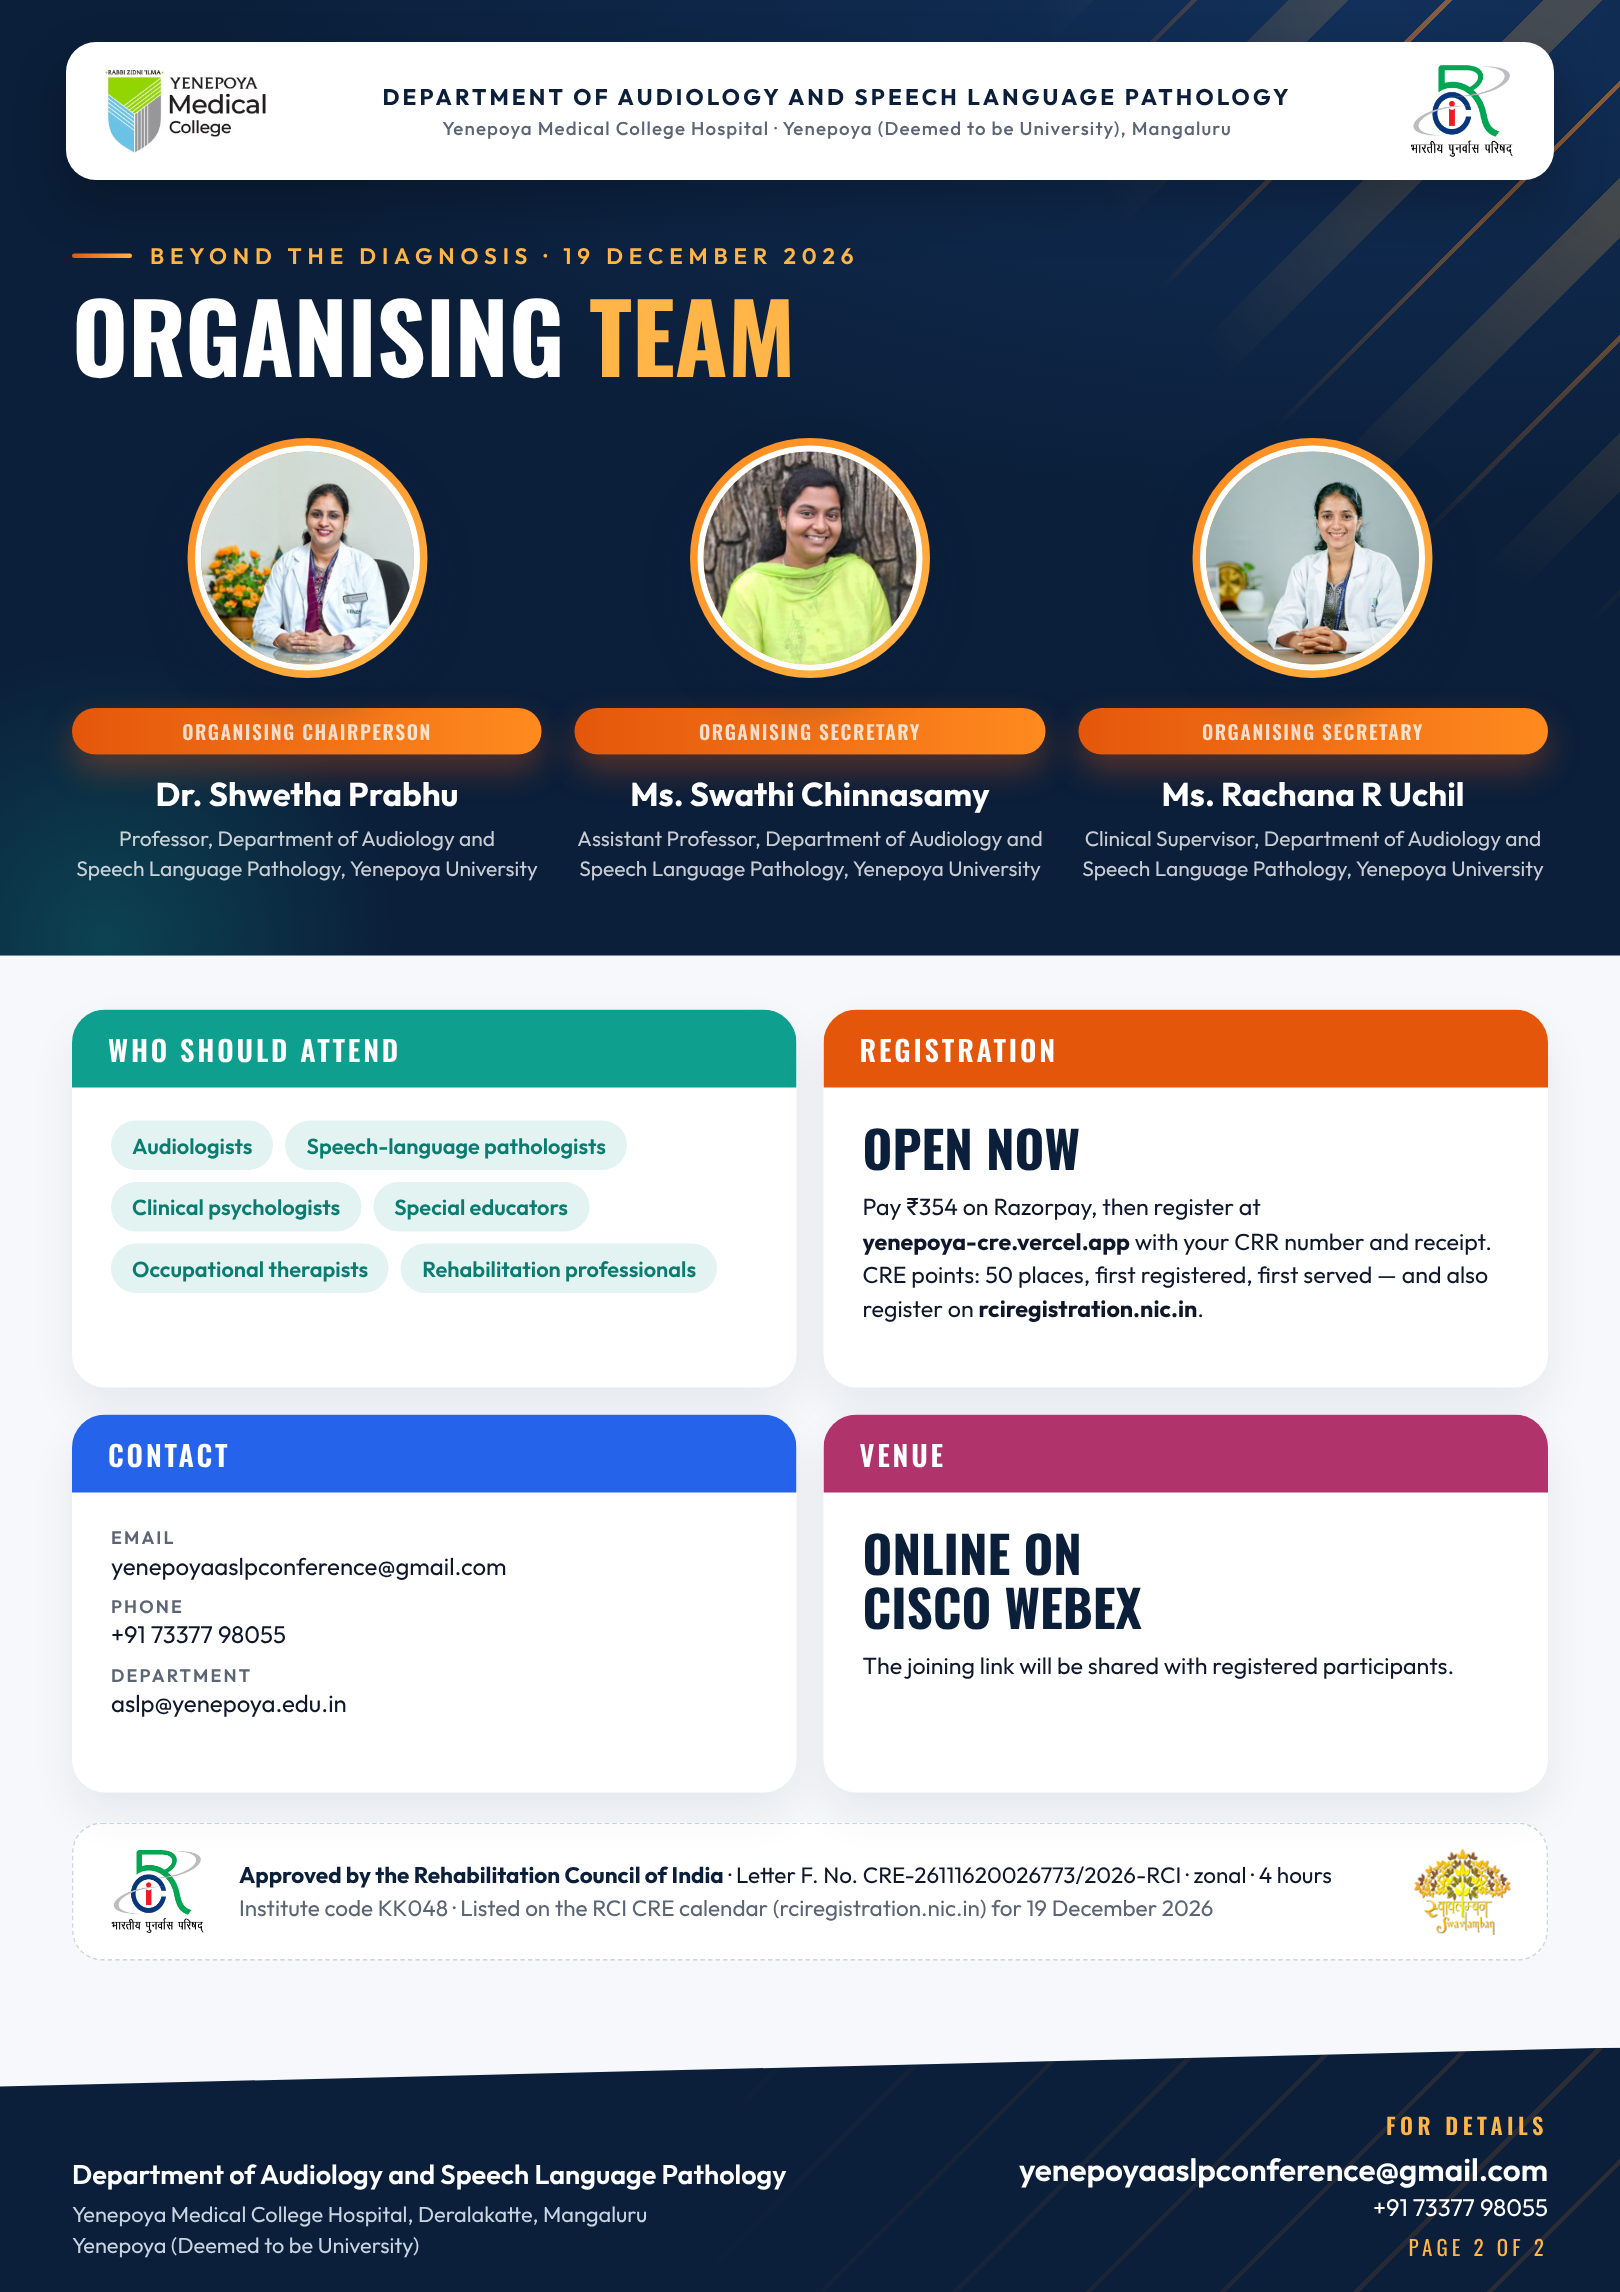 RABBI ZIDNI 'ILMA
YENEPOYA
Medical
College
DEPARTMENT OF AUDIOLOGY AND SPEECH LANGUAGE PATHOLOGY
Yenepoya Medical College Hospital · Yenepoya (Deemed to be University), Mangaluru
भारतीय पुनर्वास परिषद्
BEYOND THE DIAGNOSIS · 19 DECEMBER 2026
ORGANISING TEAM
ORGANISING CHAIRPERSON
Dr. Shwetha Prabhu
Professor, Department of Audiology and
Speech Language Pathology, Yenepoya University
ORGANISING SECRETARY
Ms. Swathi Chinnasamy
Assistant Professor, Department of Audiology and
Speech Language Pathology, Yenepoya University
ORGANISING SECRETARY
Ms. Rachana R Uchil
Clinical Supervisor, Department of Audiology and
Speech Language Pathology, Yenepoya University
WHO SHOULD ATTEND
Audiologists
Speech-language pathologists
Clinical psychologists
Special educators
Occupational therapists
Rehabilitation professionals
REGISTRATION
OPEN NOW
Pay ₹354 on Razorpay, then register at
yenepoya-cre.vercel.app with your CRR number and receipt.
CRE points: 50 places, first registered, first served — and also
register on rciregistration.nic.in.
CONTACT
EMAIL
yenepoyaaslpconference@gmail.com
PHONE
+91 73377 98055
DEPARTMENT
aslp@yenepoya.edu.in
VENUE
ONLINE ON
CISCO WEBEX
The joining link will be shared with registered participants.
भारतीय पुनर्वास परिषद्
Approved by the Rehabilitation Council of India · Letter F. No. CRE-26111620026773/2026-RCI · zonal · 4 hours
Institute code KK048 · Listed on the RCI CRE calendar (rciregistration.nic.in) for 19 December 2026
स्वावलम्बन
Swavlamban
Department of Audiology and Speech Language Pathology
Yenepoya Medical College Hospital, Deralakatte, Mangaluru
Yenepoya (Deemed to be University)
FOR DETAILS
yenepoyaaslpconference@gmail.com
+91 73377 98055
PAGE 2 OF 2